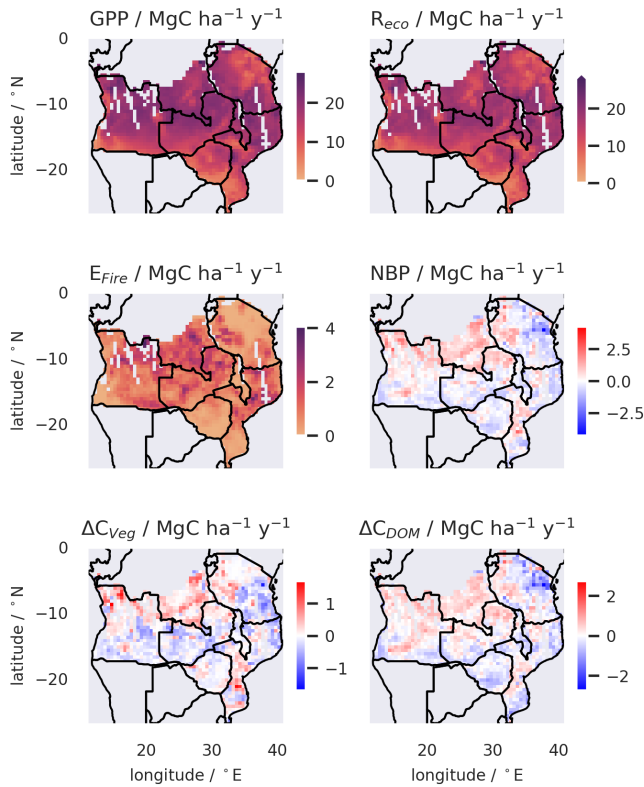 GPP / MgC ha⁻¹ y⁻¹
R_eco / MgC ha⁻¹ y⁻¹
latitude / °N
0
−10
−20
20
10
0
20
10
0
E_Fire / MgC ha⁻¹ y⁻¹
NBP / MgC ha⁻¹ y⁻¹
latitude / °N
0
−10
−20
4
2
0
2.5
0.0
−2.5
ΔC_Veg / MgC ha⁻¹ y⁻¹
ΔC_DOM / MgC ha⁻¹ y⁻¹
latitude / °N
0
−10
−20
1
0
−1
2
0
−2
20 30 40
20 30 40
longitude / °E
longitude / °E